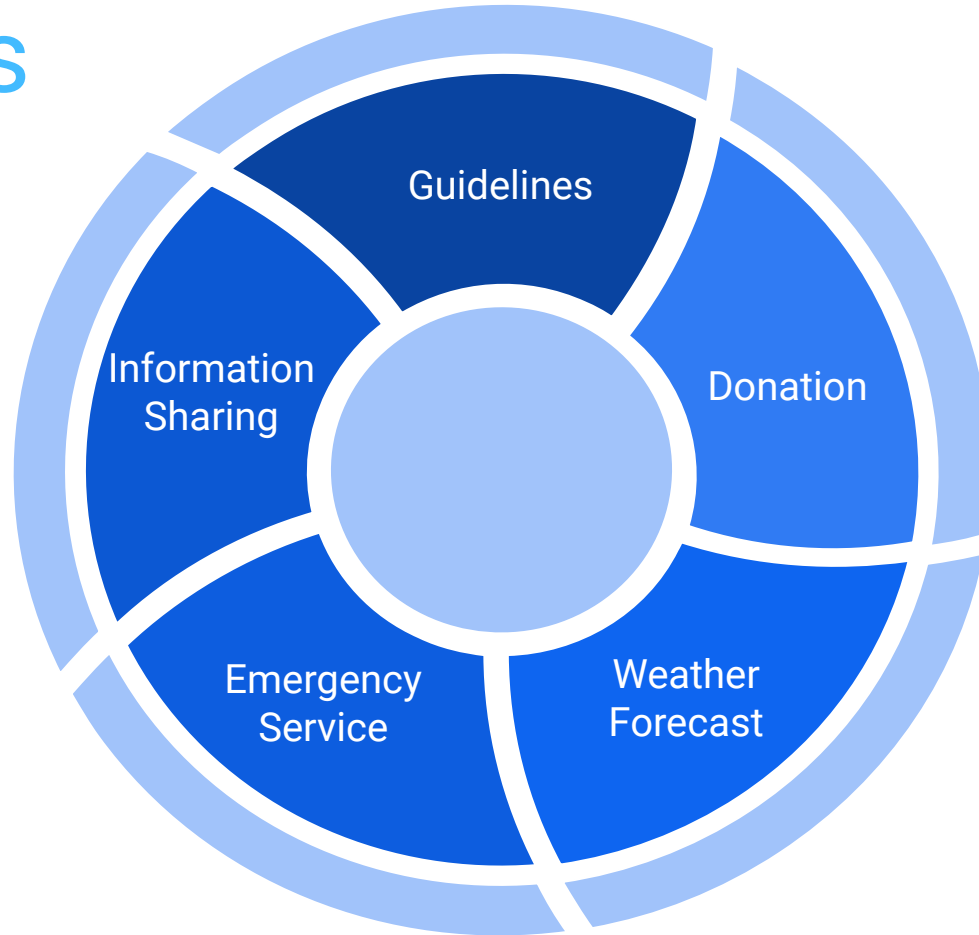 s
Guidelines
Donation
Information
Sharing
Emergency
Service
Weather
Forecast